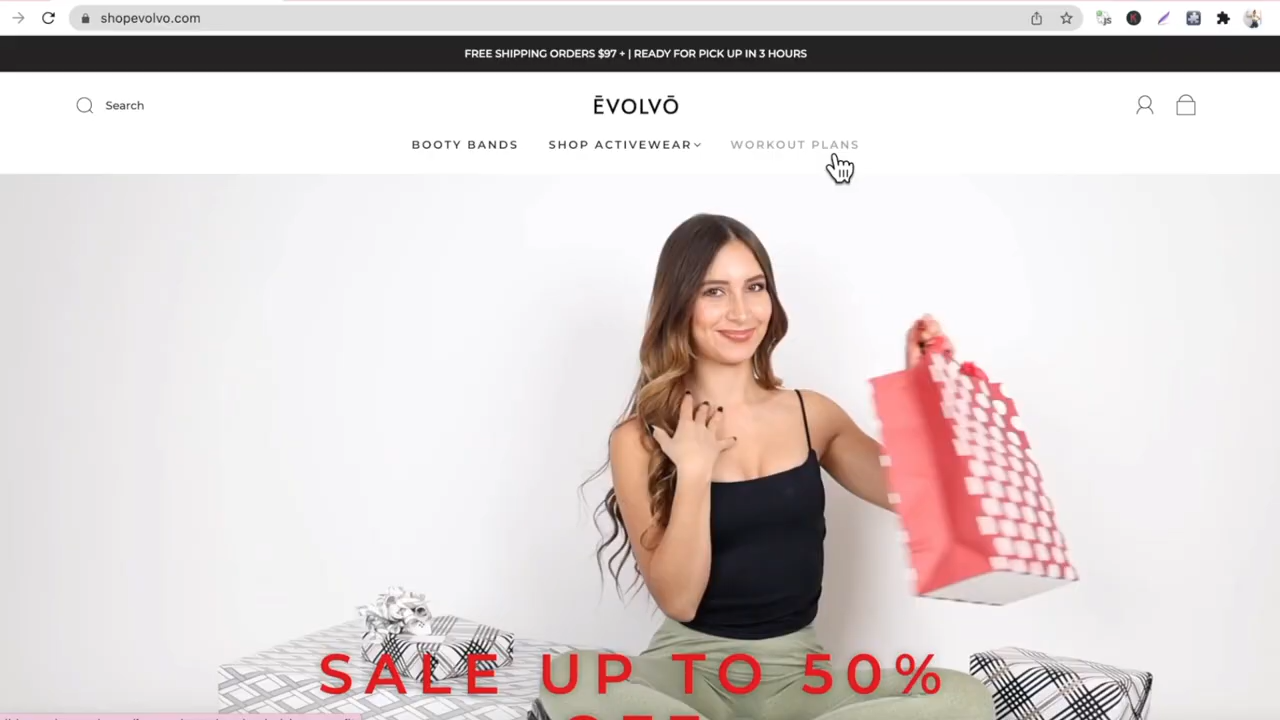 shopevolvo.com
FREE SHIPPING ORDERS $97 + | READY FOR PICK UP IN 3 HOURS
Search
ĒVOLVŌ
BOOTY BANDS
SHOP ACTIVEWEAR
WORKOUT PLANS
SALE UP TO 50%
OFF